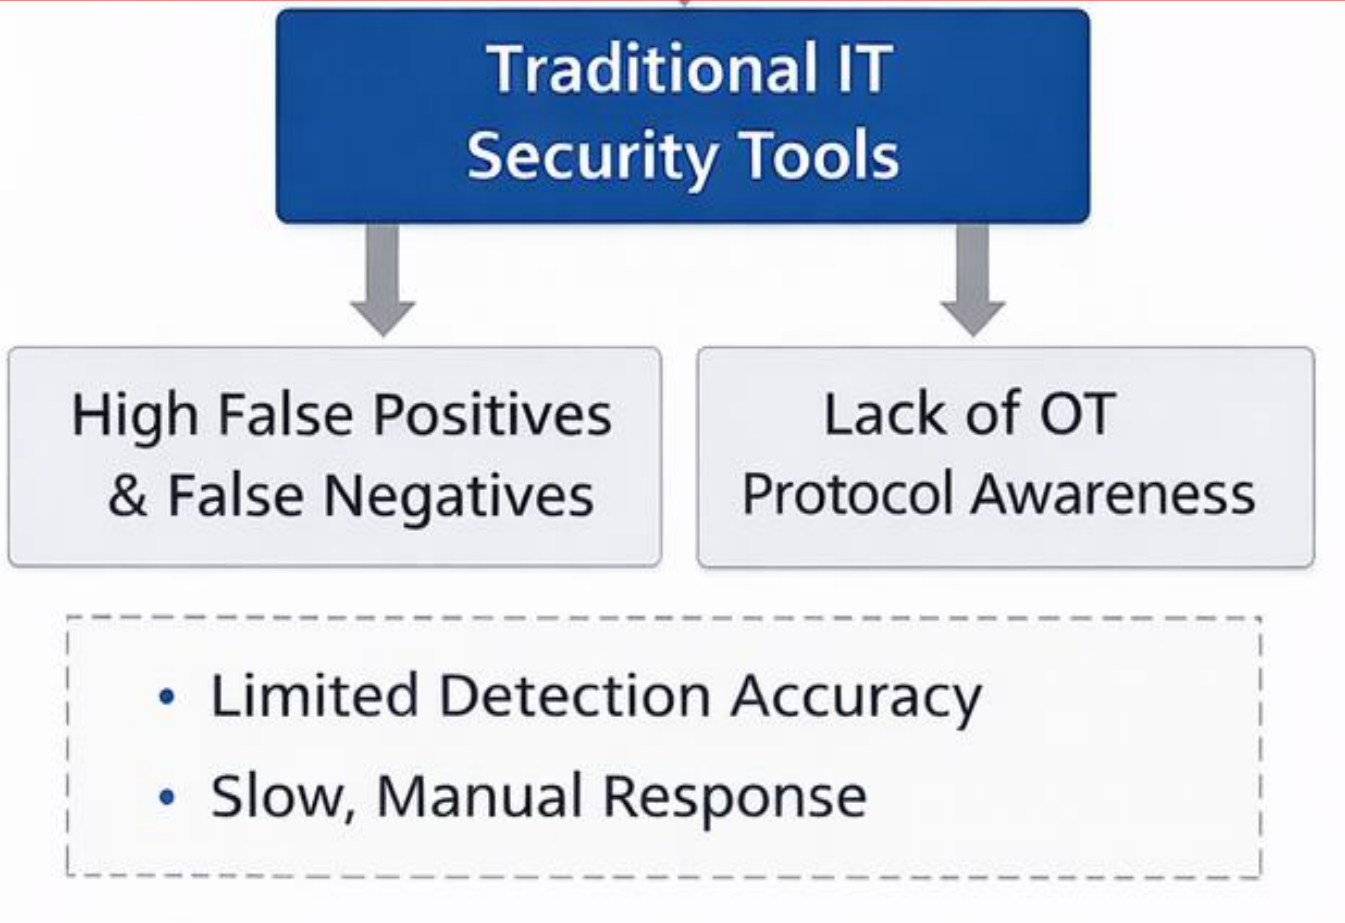 Traditional IT
Security Tools
High False Positives
& False Negatives
Lack of OT
Protocol Awareness
• Limited Detection Accuracy
• Slow, Manual Response